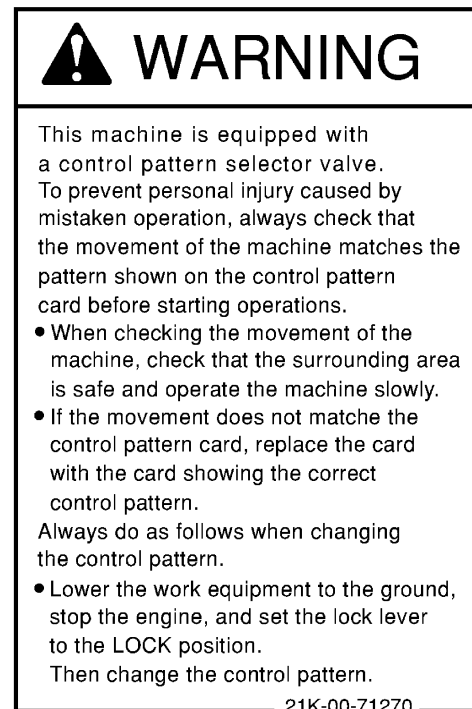 WARNING
This machine is equipped with
a control pattern selector valve.
To prevent personal injury caused by
mistaken operation, always check that
the movement of the machine matches the
pattern shown on the control pattern
card before starting operations.
• When checking the movement of the
machine, check that the surrounding area
is safe and operate the machine slowly.
• If the movement does not matche the
control pattern card, replace the card
with the card showing the correct
control pattern.
Always do as follows when changing
the control pattern.
• Lower the work equipment to the ground,
stop the engine, and set the lock lever
to the LOCK position.
Then change the control pattern.
21K-00-71270